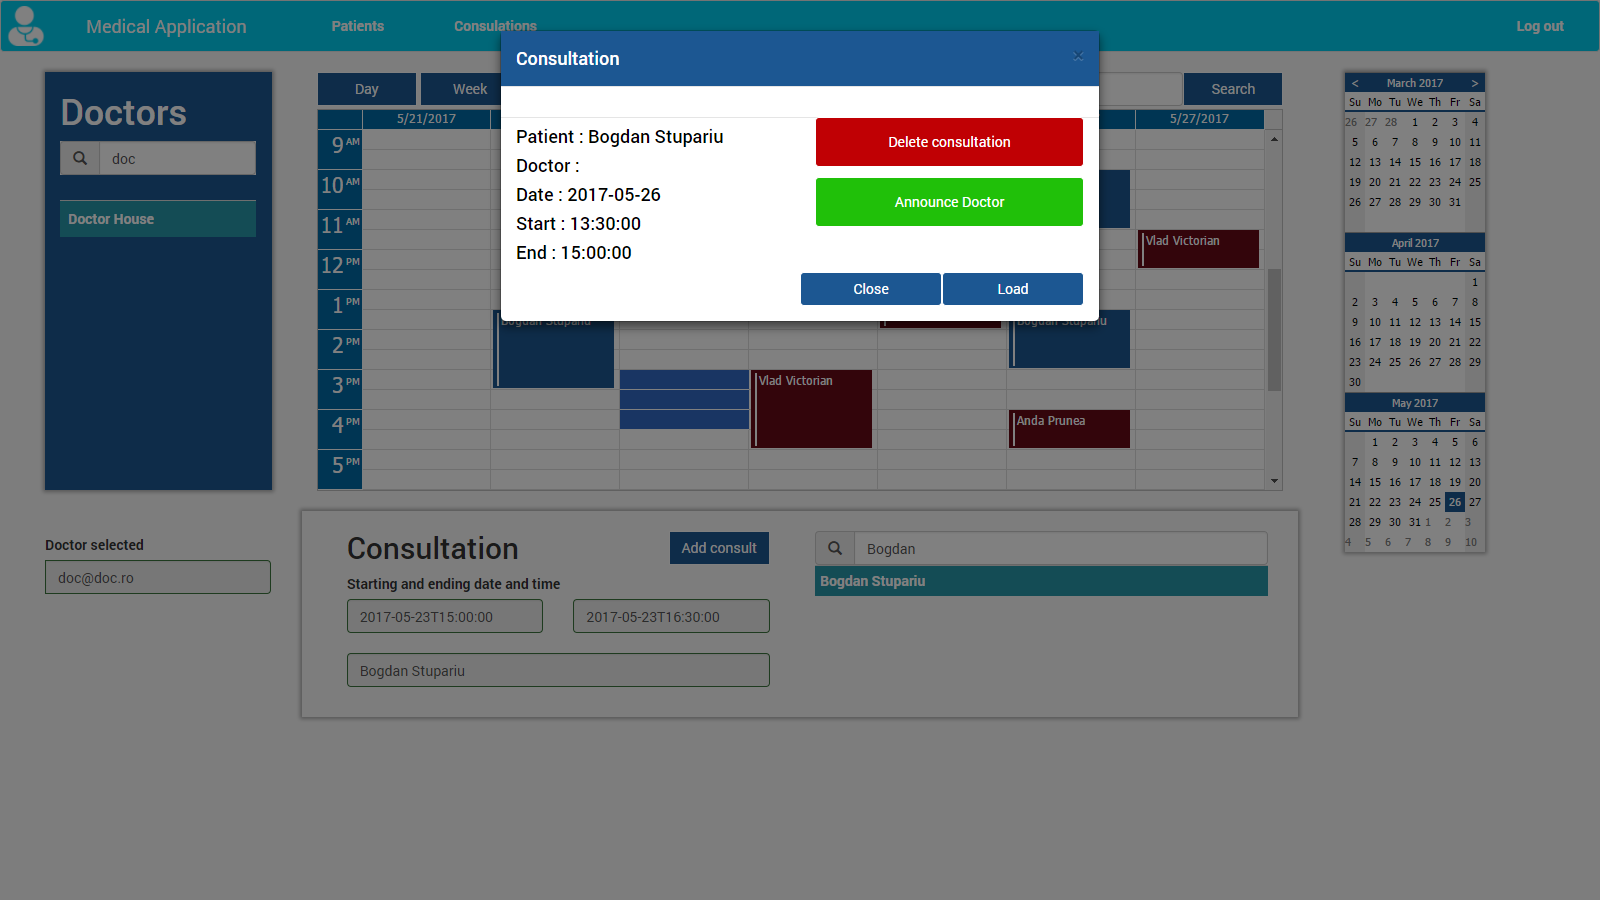 Medical Application
Patients
Consulations
Log out
Consultation
×
Patient : Bogdan Stupariu
Doctor :
Date : 2017-05-26
Start : 13:30:00
End : 15:00:00
Delete consultation
Announce Doctor
Close
Load
Doctors
doc
Doctor House
Day
Week
Search
5/21/2017
5/27/2017
9 AM
10 AM
11 AM
12 PM
1 PM
2 PM
3 PM
4 PM
5 PM
Vlad Victorian
Bogdan Stupariu
Bogdan Stupariu
Vlad Victorian
Anda Prunea
< March 2017 >
Su Mo Tu We Th Fr Sa
26 27 28 1 2 3 4
5 6 7 8 9 10 11
12 13 14 15 16 17 18
19 20 21 22 23 24 25
26 27 28 29 30 31
April 2017
Su Mo Tu We Th Fr Sa
1
2 3 4 5 6 7 8
9 10 11 12 13 14 15
16 17 18 19 20 21 22
23 24 25 26 27 28 29
30
May 2017
Su Mo Tu We Th Fr Sa
1 2 3 4 5 6
7 8 9 10 11 12 13
14 15 16 17 18 19 20
21 22 23 24 25 26 27
28 29 30 31 1 2 3
4 5 6 7 8 9 10
Doctor selected
doc@doc.ro
Consultation
Add consult
Starting and ending date and time
2017-05-23T15:00:00
2017-05-23T16:30:00
Bogdan Stupariu
Bogdan
Bogdan Stupariu